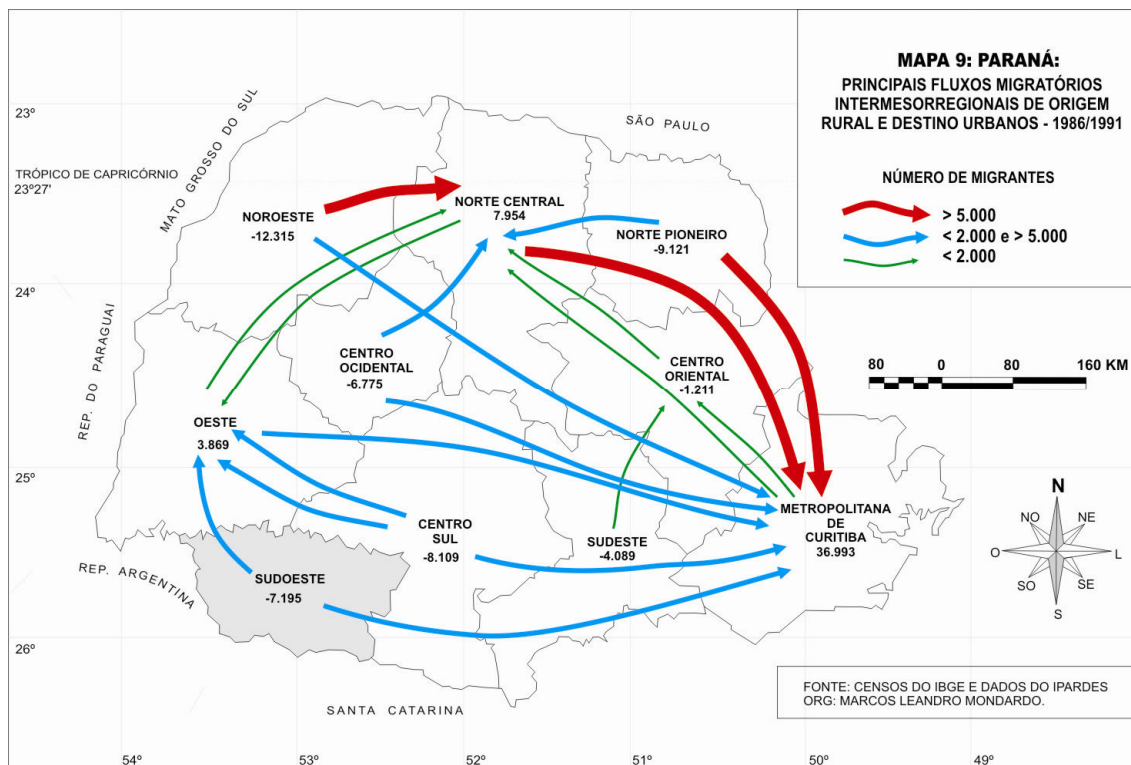 MAPA 9: PARANÁ:
PRINCIPAIS FLUXOS MIGRATÓRIOS
INTERMESORREGIONAIS DE ORIGEM
RURAL E DESTINO URBANOS - 1986/1991
NÚMERO DE MIGRANTES
> 5.000
< 2.000 e > 5.000
< 2.000
23º
TRÓPICO DE CAPRICÓRNIO
23º27'
24º
25º
26º
MATO GROSSO DO SUL
SÃO PAULO
REP. DO PARAGUAI
REP. ARGENTINA
SANTA CATARINA
NOROESTE
-12.315
NORTE CENTRAL
7.954
NORTE PIONEIRO
-9.121
CENTRO
OCIDENTAL
-6.775
CENTRO
ORIENTAL
-1.211
OESTE
3.869
CENTRO
SUL
-8.109
SUDESTE
-4.089
METROPOLITANA
DE
CURITIBA
36.993
SUDOESTE
-7.195
80 0 80 160 KM
N
NO NE
O L
SO SE
S
FONTE: CENSOS DO IBGE E DADOS DO IPARDES
ORG: MARCOS LEANDRO MONDARDO.
54º 53º 52º 51º 50º 49º